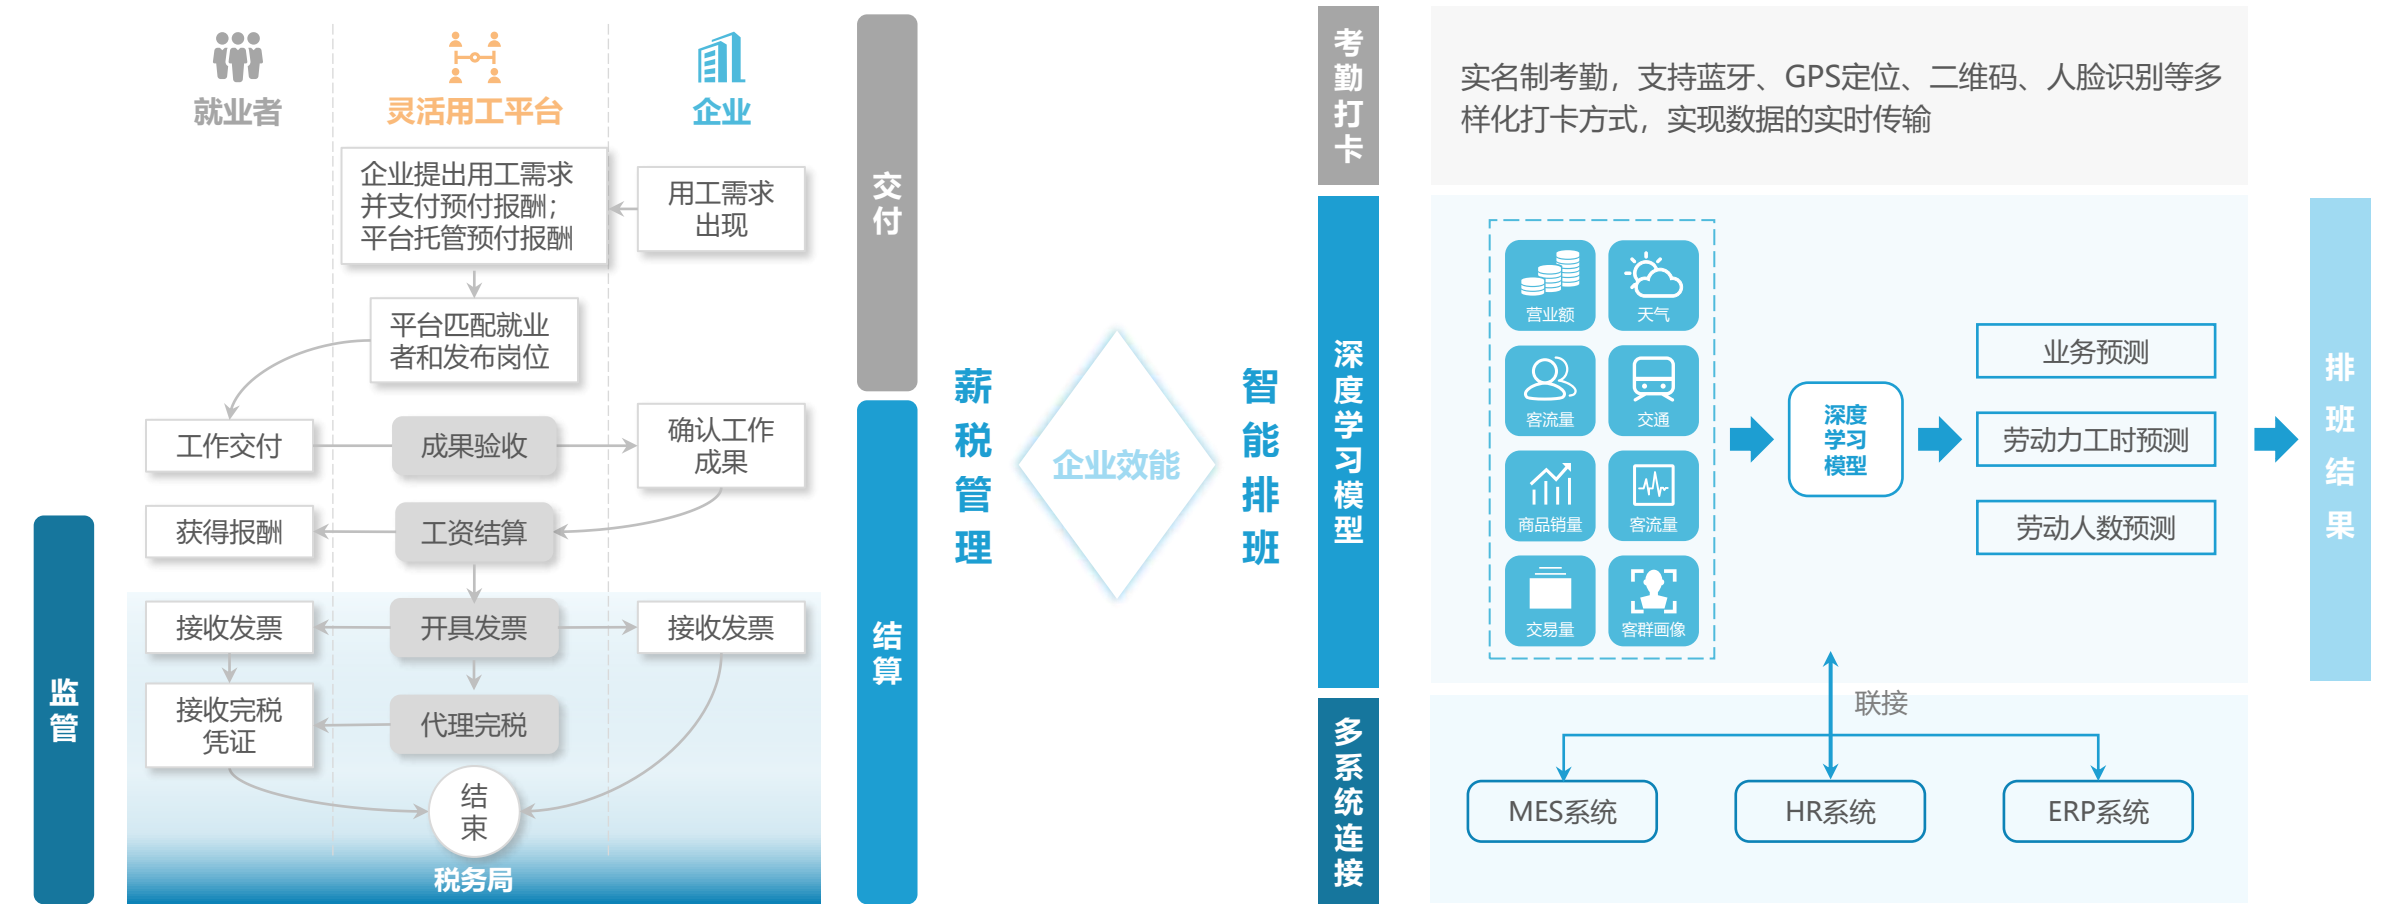 就业者
灵活用工平台
企业
企业提出用工需求
并支付预付报酬；
平台托管预付报酬
用工需求
出现
平台匹配就业
者和发布岗位
工作交付
成果验收
确认工作
成果
获得报酬
工资结算
接收发票
开具发票
接收发票
接收完税
凭证
代理完税
结
束
税务局
监管
交付
结算
薪税管理
企业效能
智能排班
考勤打卡
实名制考勤，支持蓝牙、GPS定位、二维码、人脸识别等多
样化打卡方式，实现数据的实时传输
深度学习模型
营业额
天气
客流量
交通
商品销量
客流量
交易量
客群画像
深度
学习
模型
业务预测
劳动力工时预测
劳动人数预测
排班结果
多系统连接
联接
MES系统
HR系统
ERP系统